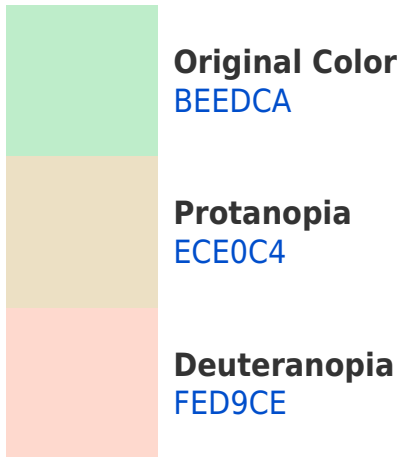 Original Color
BEEDCA
Protanopia
ECE0C4
Deuteranopia
FED9CE